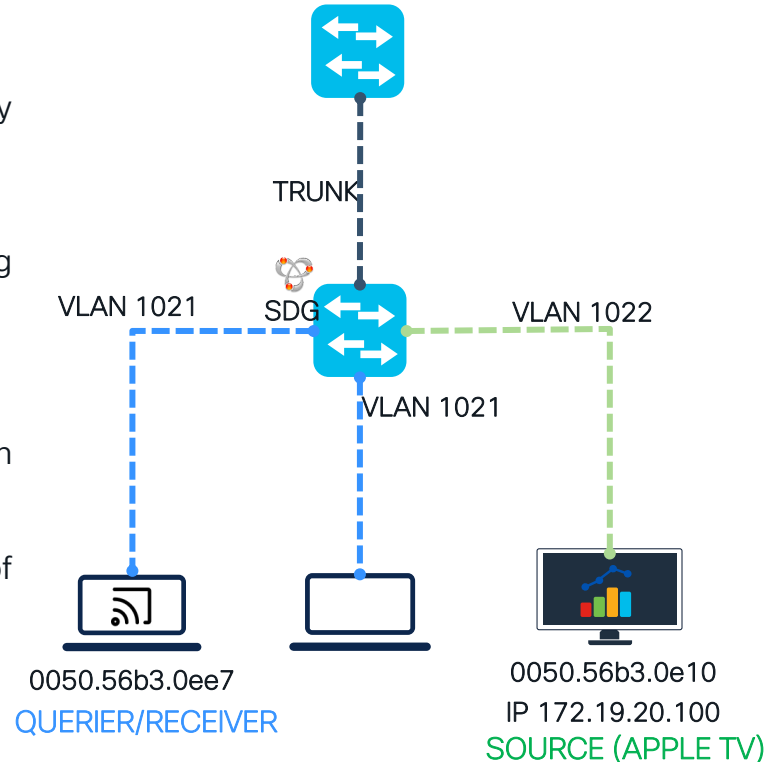 y
TRUNK
g
VLAN 1021
SDG
VLAN 1022
VLAN 1021
n
of
0050.56b3.0ee7
QUERIER/RECEIVER
0050.56b3.0e10
IP 172.19.20.100
SOURCE (APPLE TV)